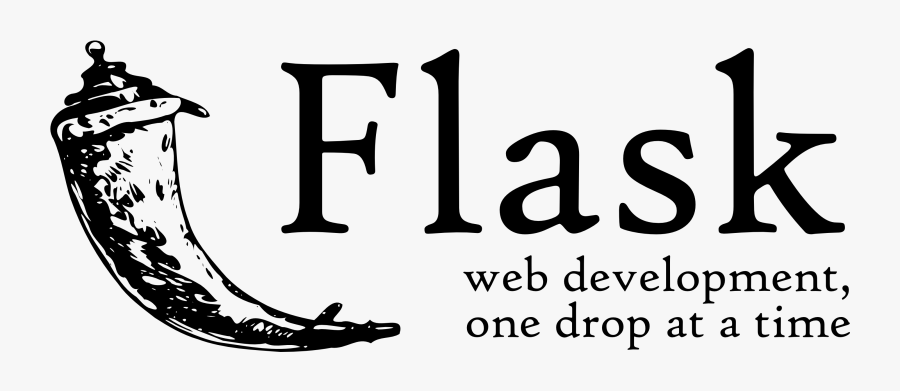 Flask
web development,
one drop at a time